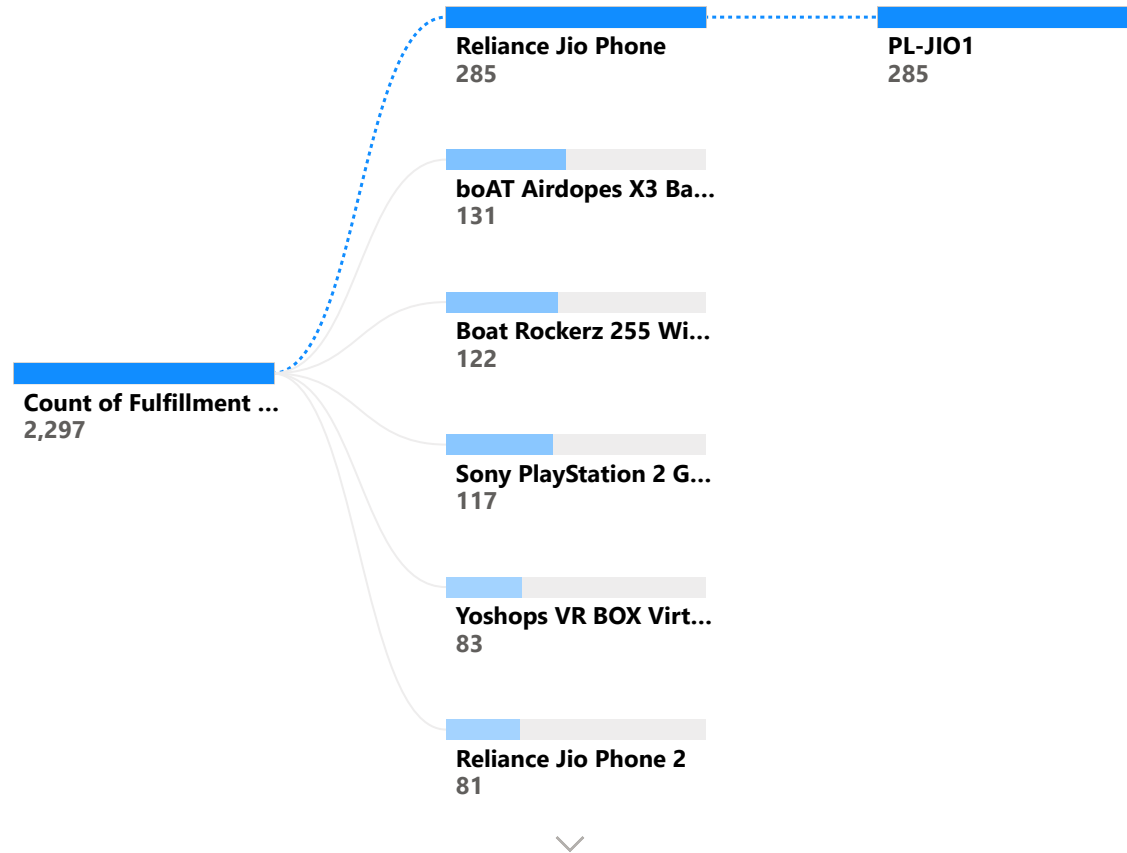 Reliance Jio Phone
285
PL-JIO1
285
boAT Airdopes X3 Ba...
131
Boat Rockerz 255 Wi...
122
Count of Fulfillment ...
2,297
Sony PlayStation 2 G...
117
Yoshops VR BOX Virt...
83
Reliance Jio Phone 2
81